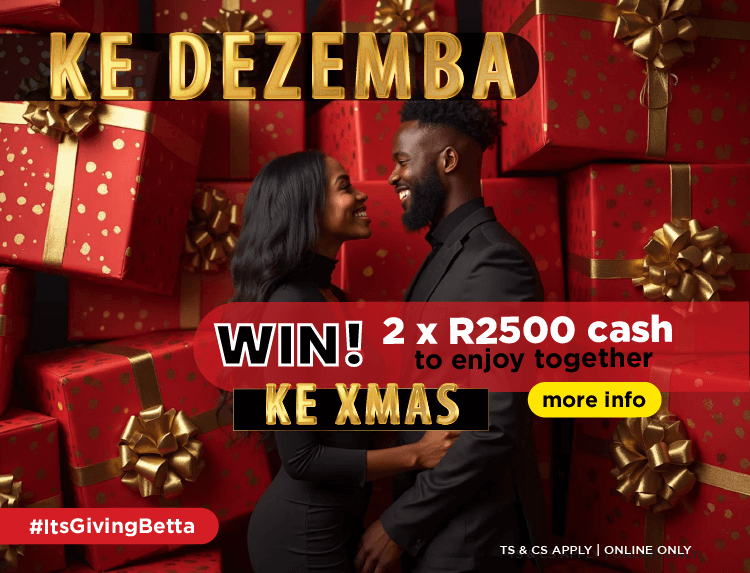 KE DEZEMBA
WIN! 2 x R2500 cash
to enjoy together
KE XMAS
more info
#ItsGivingBetta
TS & CS APPLY | ONLINE ONLY